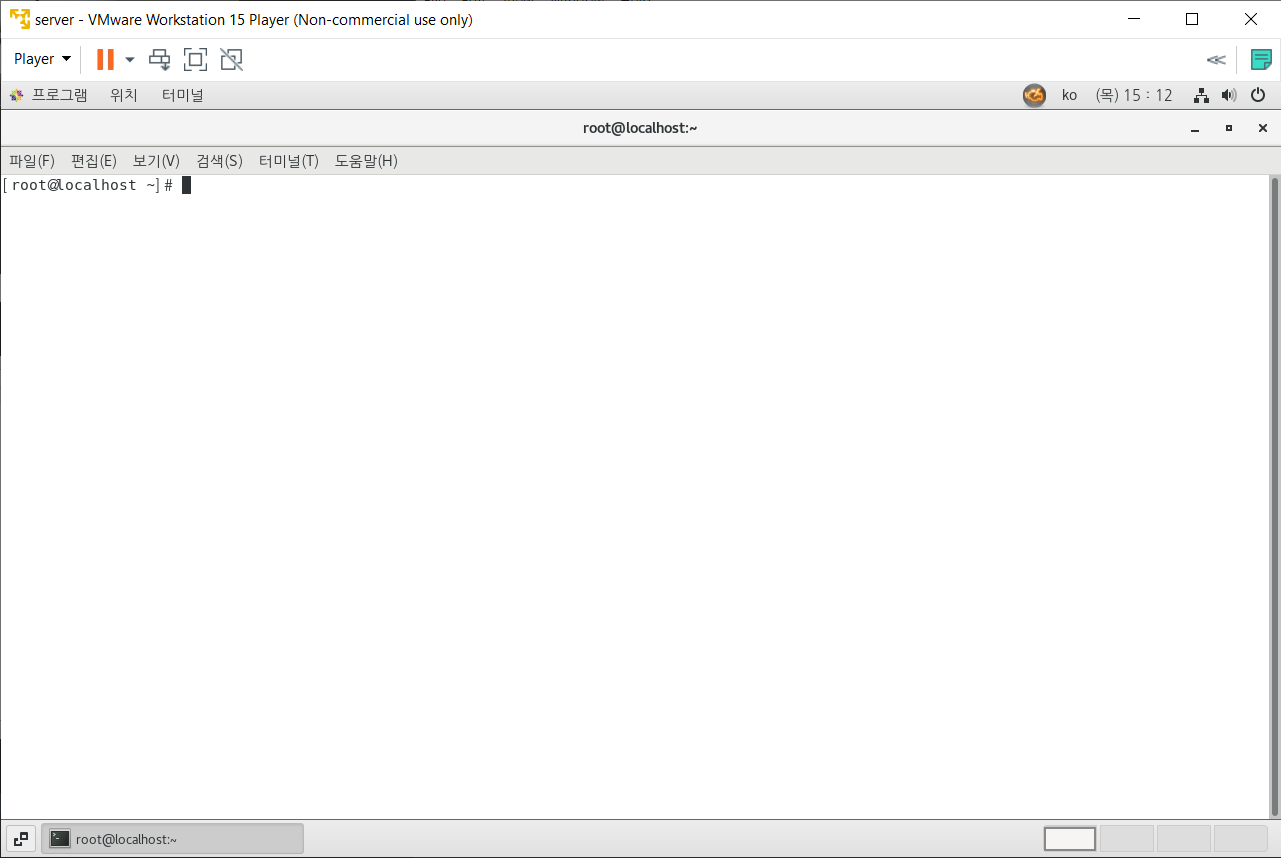 server - VMware Workstation 15 Player (Non-commercial use only)
Player
프로그램 위치 터미널 ko (목) 15 : 12
root@localhost:~
파일(F) 편집(E) 보기(V) 검색(S) 터미널(T) 도움말(H)
[root@localhost ~]#
root@localhost:~